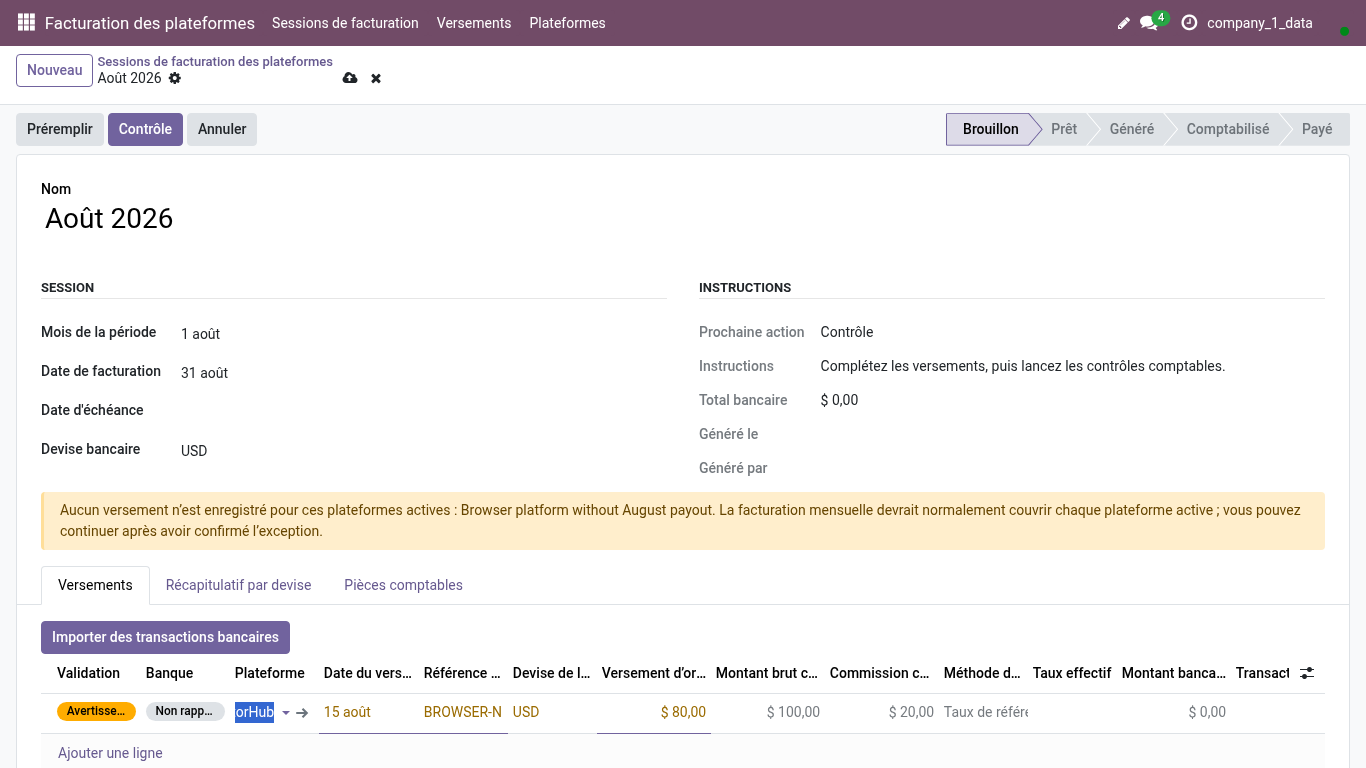 Facturation des plateformes Sessions de facturation Versements Plateformes 4 company_1_data
Nouveau Sessions de facturation des plateformes
Août 2026
Préremplir Contrôle Annuler Brouillon Prêt Généré Comptabilisé Payé
Nom
Août 2026
SESSION INSTRUCTIONS
Mois de la période 1 août Prochaine action Contrôle
Date de facturation 31 août Instructions Complétez les versements, puis lancez les contrôles comptables.
Date d'échéance Total bancaire $ 0,00
Devise bancaire USD Généré le
Généré par
Aucun versement n’est enregistré pour ces plateformes actives : Browser platform without August payout. La facturation mensuelle devrait normalement couvrir chaque plateforme active ; vous pouvez
continuer après avoir confirmé l’exception.
Versements Récapitulatif par devise Pièces comptables
Importer des transactions bancaires
Validation Banque Plateforme Date du vers... Référence ... Devise de l... Versement d’or... Montant brut c... Commission c... Méthode d... Taux effectif Montant banca... Transact
Avertisse... Non rapp... orHub 15 août BROWSER-N USD $ 80,00 $ 100,00 $ 20,00 Taux de référe $ 0,00
Ajouter une ligne